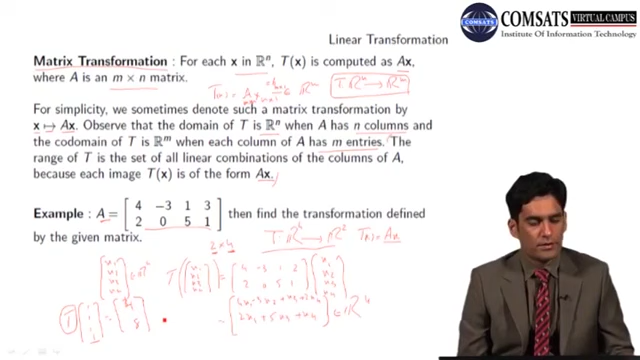 COMSATS VIRTUAL CAMPUS
Institute Of Information Technology
Linear Transformation
Matrix Transformation : For each x in ℝⁿ, T(x) is computed as Ax,
where A is an m × n matrix.
T: ℝⁿ → ℝᵐ
For simplicity, we sometimes denote such a matrix transformation by
x ↦ Ax. Observe that the domain of T is ℝⁿ when A has n columns and
the codomain of T is ℝᵐ when each column of A has m entries. The
range of T is the set of all linear combinations of the columns of A,
because each image T(x) is of the form Ax.
Example : A = [ 4 −3 1 3
2 0 5 1 ] then find the transformation defined
by the given matrix.
2 × 4
T(x) = Ax